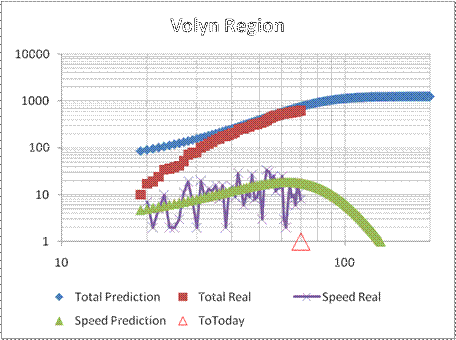 Volyn Region
10000
1000
100
10
1
10 100
Total Prediction Total Real Speed Real
Speed Prediction ToToday